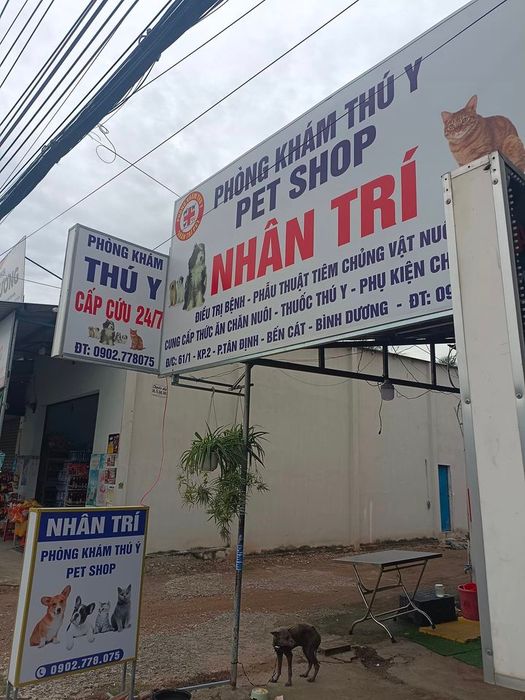 PHÒNG KHÁM THÚ Y
PET SHOP
NHÂN TRÍ
ĐIỀU TRỊ BỆNH - PHẪU THUẬT TIÊM CHỦNG VẬT NUÔ
CUNG CẤP THỨC ĂN CHĂN NUÔI - THUỐC THÚ Y - PHỤ KIỆN CH
Đ/C: 61/1 - KP.2 - P.TÂN ĐỊNH - BẾN CÁT - BÌNH DƯƠNG - ĐT: 09
PHÒNG KHÁM
THÚ Y
CẤP CỨU 24/7
ĐT: 0902.778075
NHÂN TRÍ
PHÒNG KHÁM THÚ Ý
PET SHOP
0902.778.075